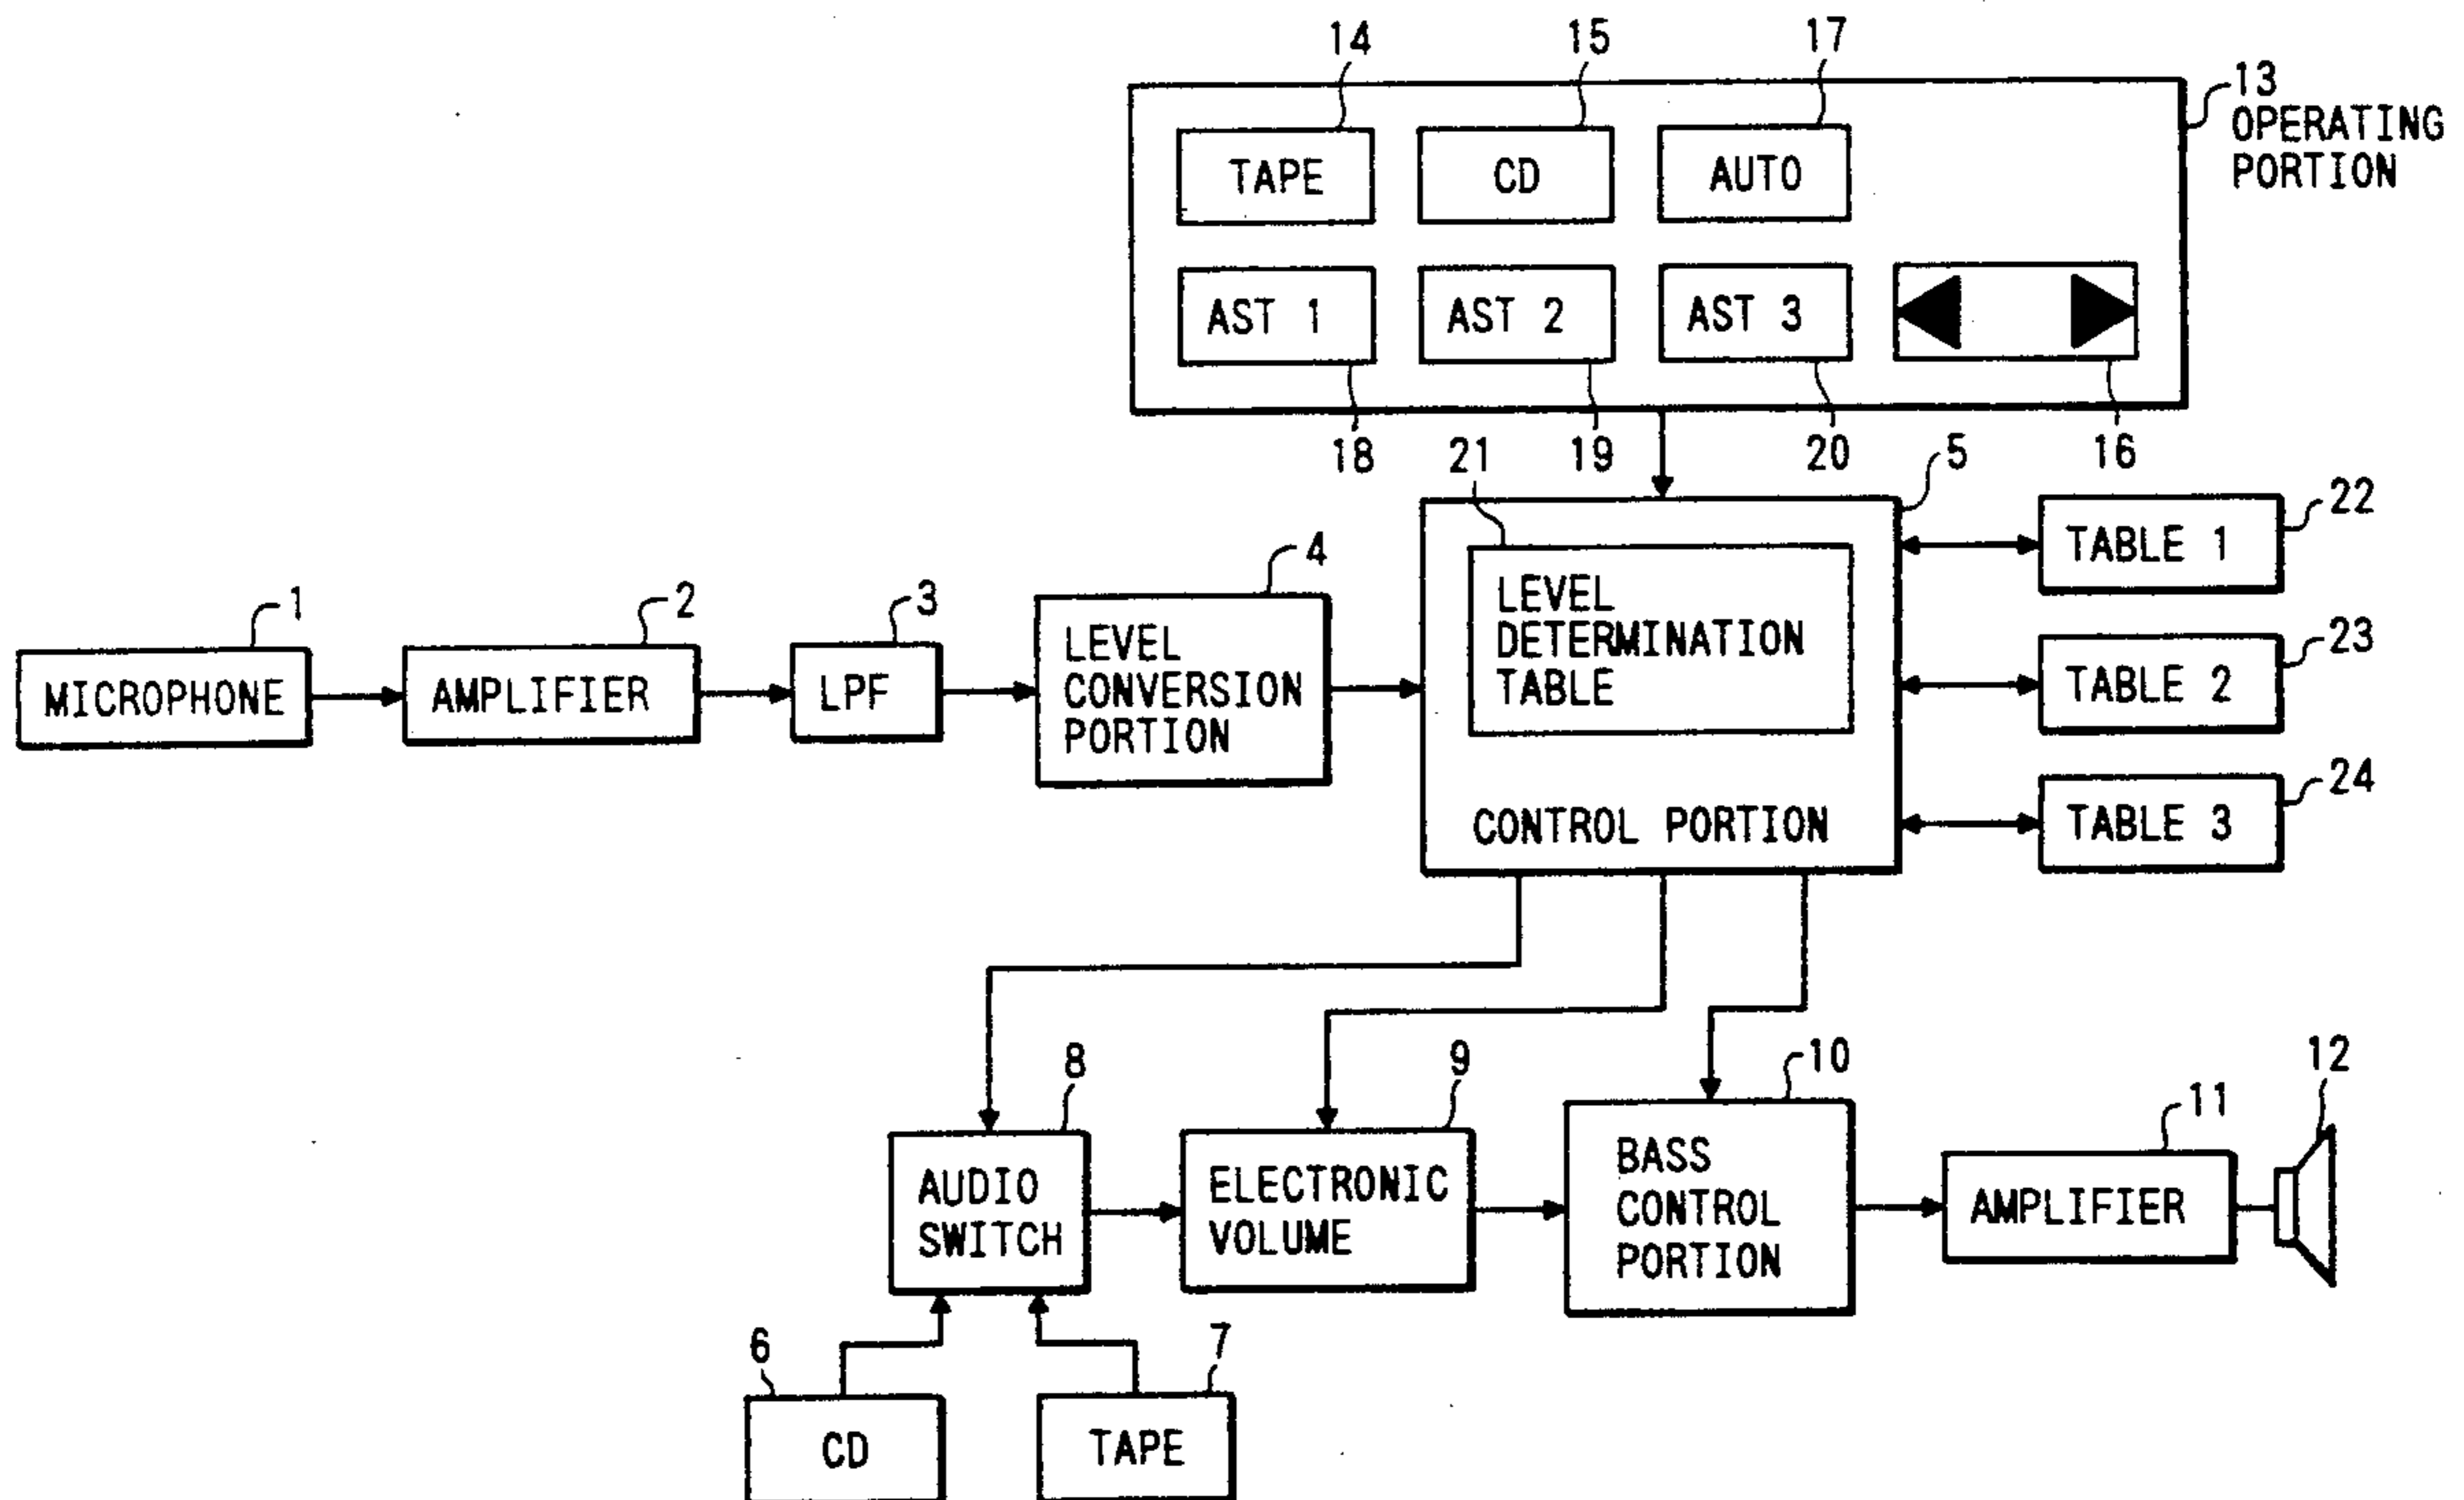 14 15 17
13
OPERATING
PORTION
TAPE CD AUTO
AST 1 AST 2 AST 3
18 21 19 20 5 16
22
TABLE 1
23
TABLE 2
24
TABLE 3
LEVEL
DETERMINATION
TABLE
CONTROL PORTION
1
MICROPHONE
2
AMPLIFIER
3
LPF
4
LEVEL
CONVERSION
PORTION
8
AUDIO
SWITCH
9
ELECTRONIC
VOLUME
10
BASS
CONTROL
PORTION
11
AMPLIFIER
12
6
CD
7
TAPE